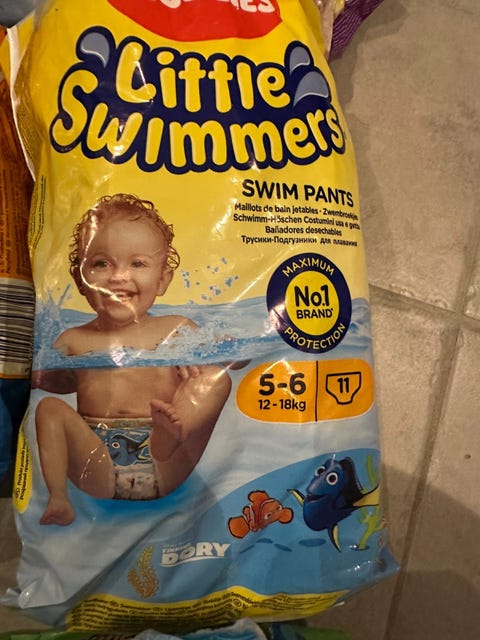 Little
Swimmers
SWIM PANTS
Maillots de bain jetables · Zwembroekjes
Schwimm-Höschen Costumini usa e getta
Bañadores desechables
Трусики-Подгузники для плавания
MAXIMUM
No.1
BRAND
PROTECTION
5-6
12-18kg
11
FINDING
DORY